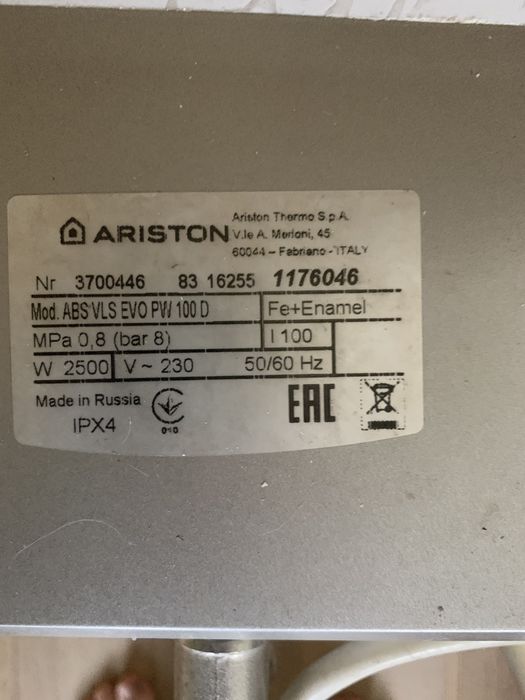 ARISTON
Ariston Thermo S.p.A.
V.le A. Merloni, 45
60044 – Fabriano - ITALY
Nr 3700446 83 16255 1176046
Mod. ABS VLS EVO PW 100 D Fe+Enamel
MPa 0,8 (bar 8) l 100
W 2500 V ~ 230 50/60 Hz
Made in Russia
IPX4
EAC